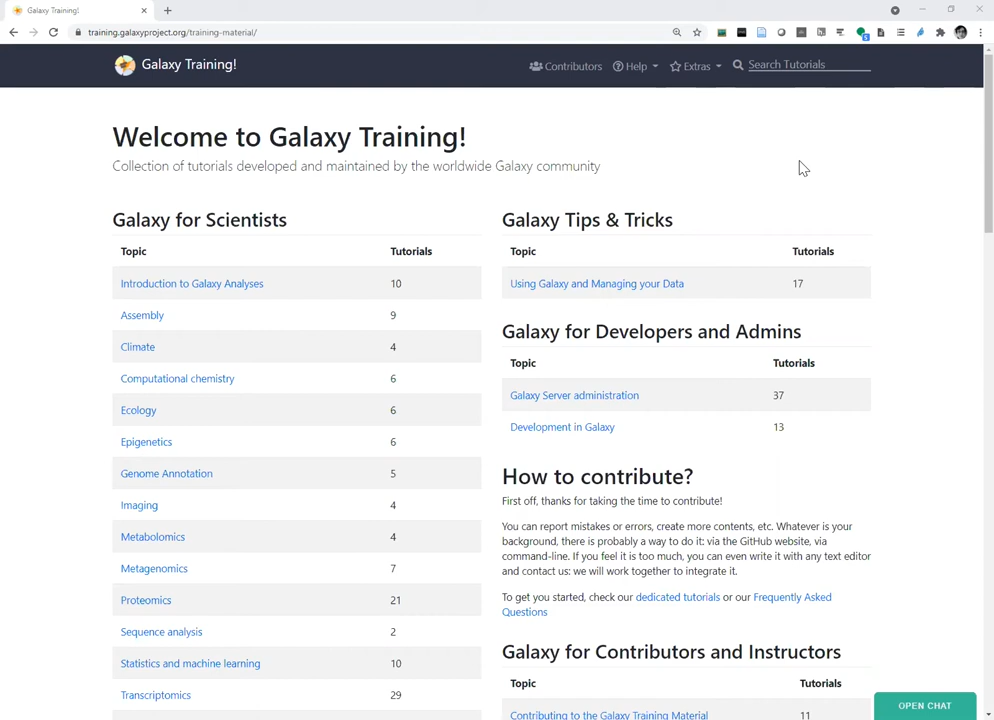 Galaxy Training!
training.galaxyproject.org/training-material/
Galaxy Training!
Contributors
Help
Extras
Search Tutorials
Welcome to Galaxy Training!
Collection of tutorials developed and maintained by the worldwide Galaxy community
Galaxy for Scientists
Topic Tutorials
Introduction to Galaxy Analyses 10
Assembly 9
Climate 4
Computational chemistry 6
Ecology 6
Epigenetics 6
Genome Annotation 5
Imaging 4
Metabolomics 4
Metagenomics 7
Proteomics 21
Sequence analysis 2
Statistics and machine learning 10
Transcriptomics 29
Galaxy Tips & Tricks
Topic Tutorials
Using Galaxy and Managing your Data 17
Galaxy for Developers and Admins
Topic Tutorials
Galaxy Server administration 37
Development in Galaxy 13
How to contribute?
First off, thanks for taking the time to contribute!
You can report mistakes or errors, create more contents, etc. Whatever is your
background, there is probably a way to do it: via the GitHub website, via
command-line. If you feel it is too much, you can even write it with any text editor
and contact us: we will work together to integrate it.
To get you started, check our dedicated tutorials or our Frequently Asked
Questions
Galaxy for Contributors and Instructors
Topic Tutorials
Contributing to the Galaxy Training Material 11
OPEN CHAT